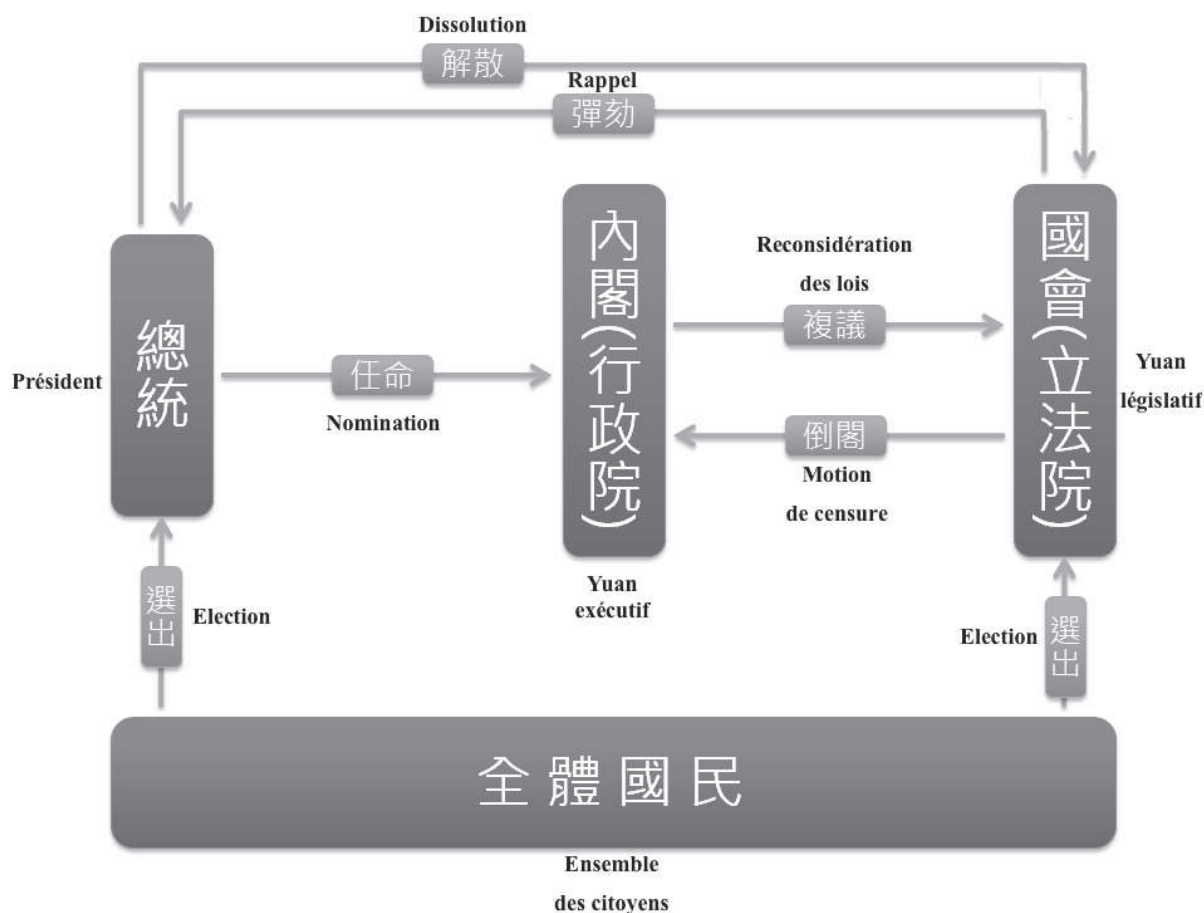 Dissolution
解散
Rappel
彈劾
內閣(行政院)
國會(立法院)
Reconsidération
des lois
複議
總統
Président
任命
Nomination
Yuan
législatif
倒閣
Motion
de censure
Yuan
exécutif
選出
Election
Election
選出
全體國民
Ensemble
des citoyens